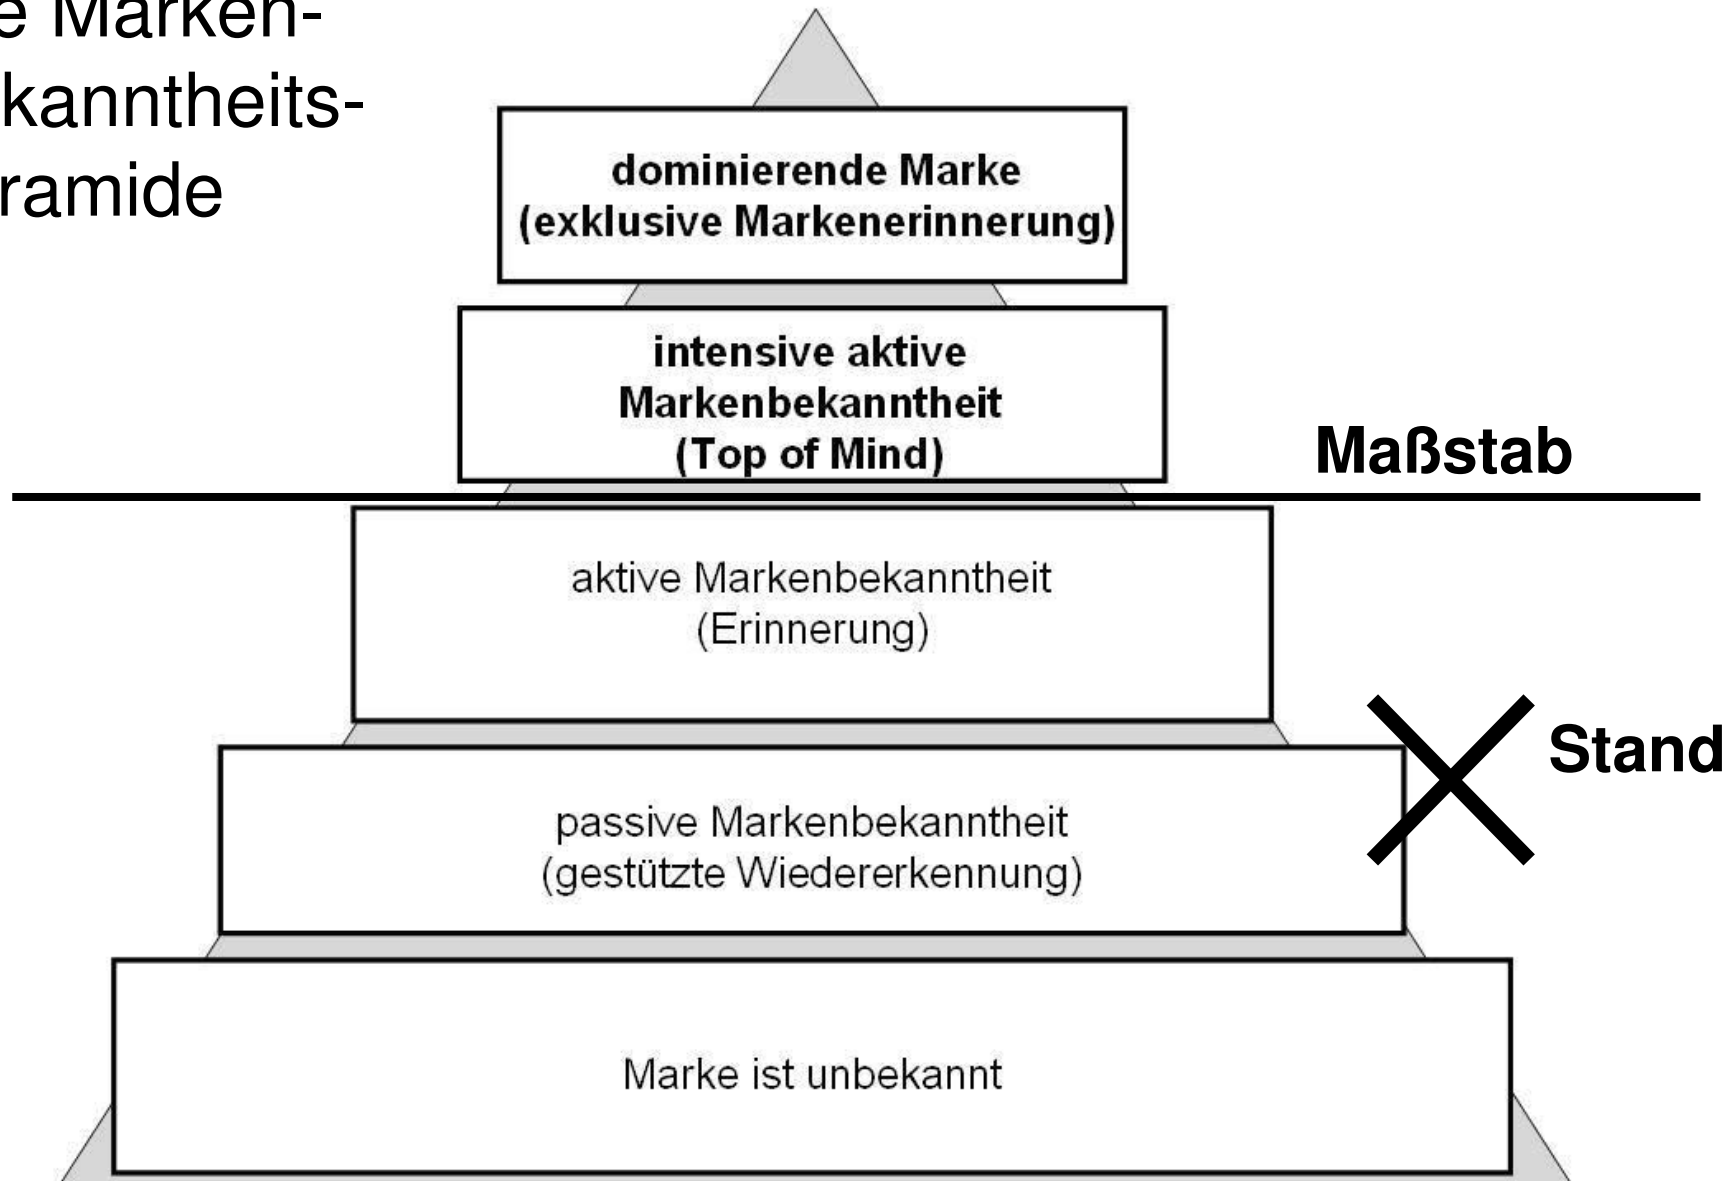 e Marken-
kanntheits-
ramide
dominierende Marke
(exklusive Markenerinnerung)
intensive aktive
Markenbekanntheit
(Top of Mind)
Maßstab
aktive Markenbekanntheit
(Erinnerung)
Stand
passive Markenbekanntheit
(gestützte Wiedererkennung)
Marke ist unbekannt